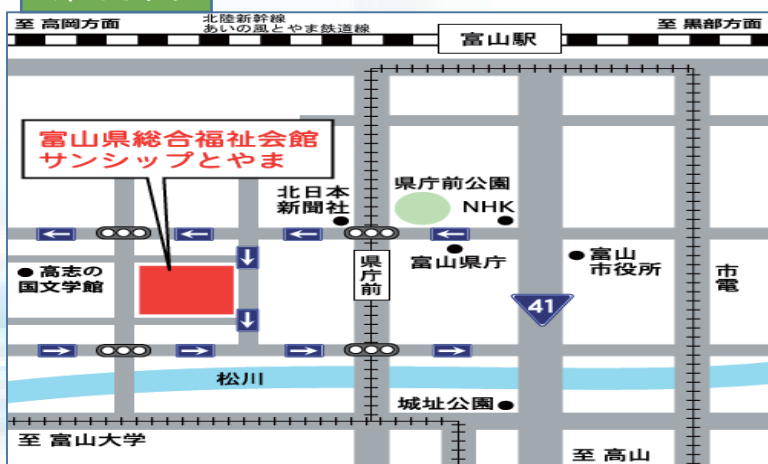 至 高岡方面
北陸新幹線
あいの風とやま鉄道線
富山駅
至 黒部方面
富山県総合福祉会館
サンシップとやま
北日本
新聞社
県庁前公園
NHK
高志の
国文学館
県庁前
富山県庁
富山
市役所
市電
41
松川
城址公園
至 富山大学
至 高山